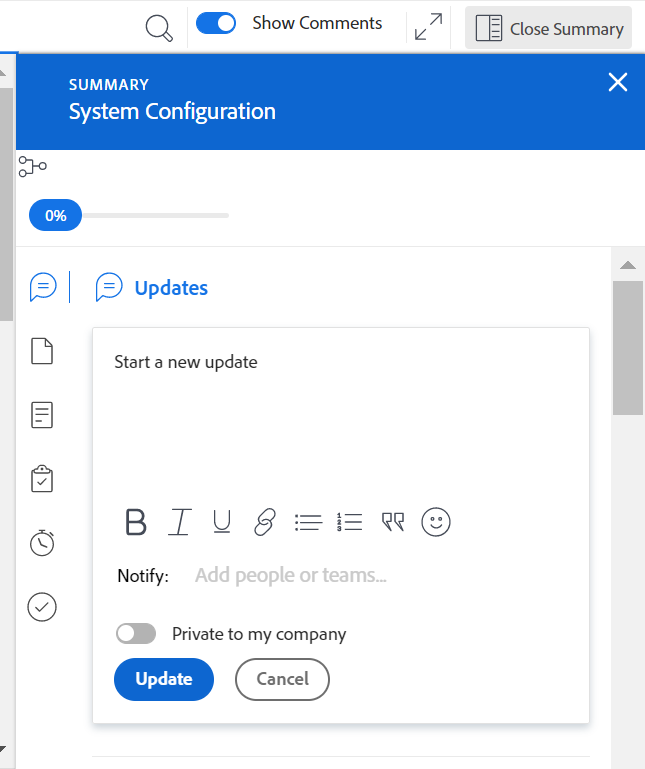 Show Comments
Close Summary
SUMMARY
System Configuration
0%
Updates
Start a new update
Notify: Add people or teams...
Private to my company
Update Cancel